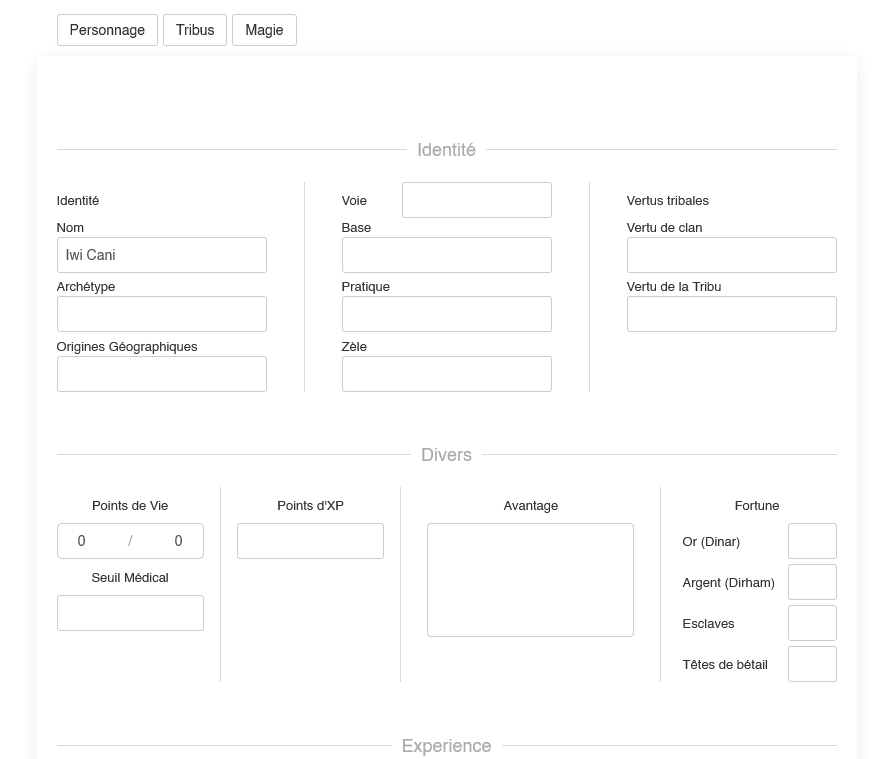 Personnage Tribus Magie
Identité
Identité
Nom
Iwi Cani
Archétype
Origines Géographiques
Voie
Base
Pratique
Zèle
Vertus tribales
Vertu de clan
Vertu de la Tribu
Divers
Points de Vie
0 / 0
Seuil Médical
Points d'XP
Avantage
Fortune
Or (Dinar)
Argent (Dirham)
Esclaves
Têtes de bétail
Experience